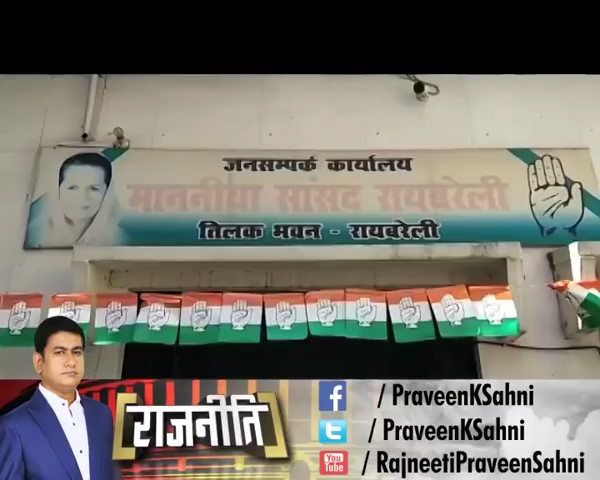 जनसम्पर्क कार्यालय
माननीया सांसद रायबरेली
तिलक भवन - रायबरेली
राजनीति
/ PraveenKSahni
/ PraveenKSahni
You Tube / RajneetiPraveenSahni